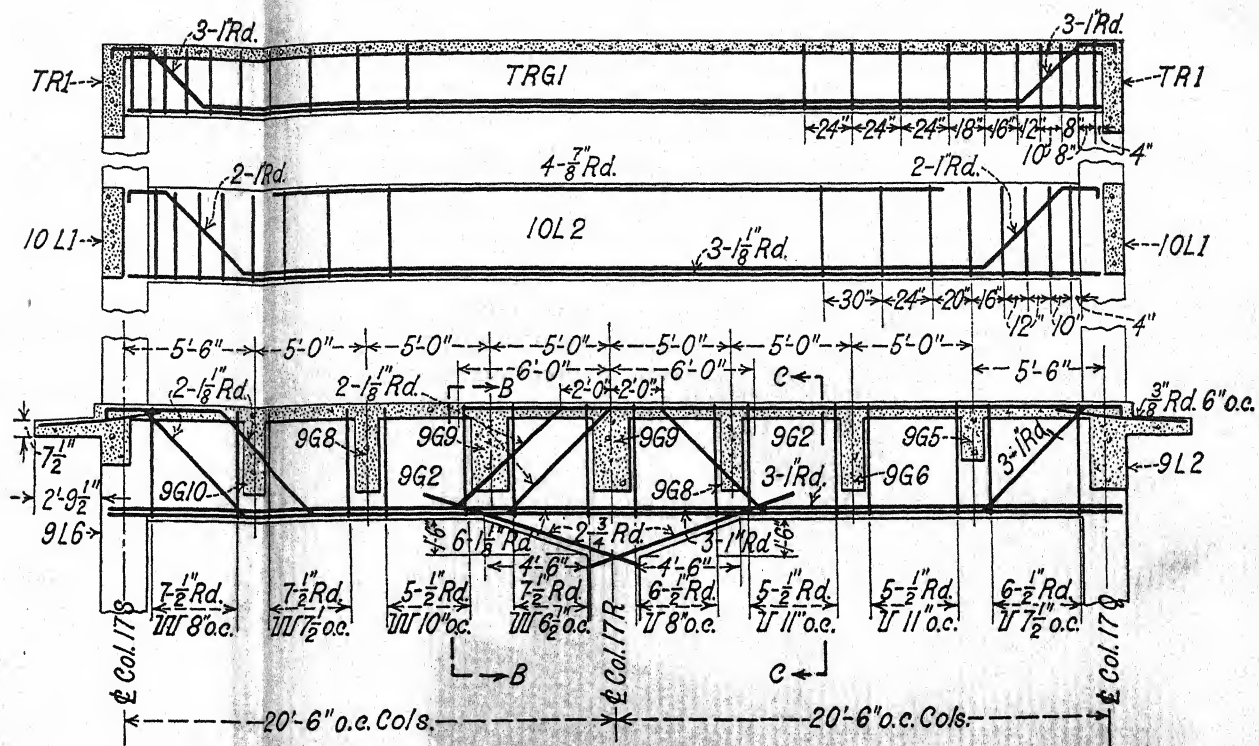 3-1"Rd. 3-1"Rd.
TR1 TRG1 TR1
24" 24" 24" 18" 16" 12" 10" 8" 8" 4"
2-1"Rd. 4-7/8"Rd. 2-1"Rd.
10L1 10L2 10L1
3-1 1/8"Rd.
30" 24" 20" 16" 12" 10" 4"
5'-6" 5'-0" 5'-0" 5'-0" 5'-0" 5'-0" 5'-0" 5'-6"
6'-0" 6'-0"
2-1 1/8"Rd. 2-1 1/8"Rd. B 2'-0" 2'-0" C 3/8"Rd. 6"o.c.
7 1/2" 9G8 9G9 9G9 9G2 9G5 3-1"Rd.
9G10 9G2 9G8 3-1"Rd. 9G6 9L2
2'-9 1/2"
9L6 6-1 1/8"Rd 2-3/4"Rd. 3-1"Rd
4'-6" 4'-6"
7-1/2"Rd. 7-1/2"Rd. 5-1/2"Rd. 7-1/2"Rd. 6-1/2"Rd. 5-1/2"Rd. 5-1/2"Rd. 6-1/2"Rd.
8"o.c. 7 1/2"o.c. 10"o.c. 6 1/2"o.c. 8"o.c. 11"o.c. 11"o.c. 7 1/2"o.c.
B C
℄ Col. 17S ℄ Col. 17R ℄ Col. 17Q
20'-6"o.c. Cols. 20'-6"o.c. Cols.